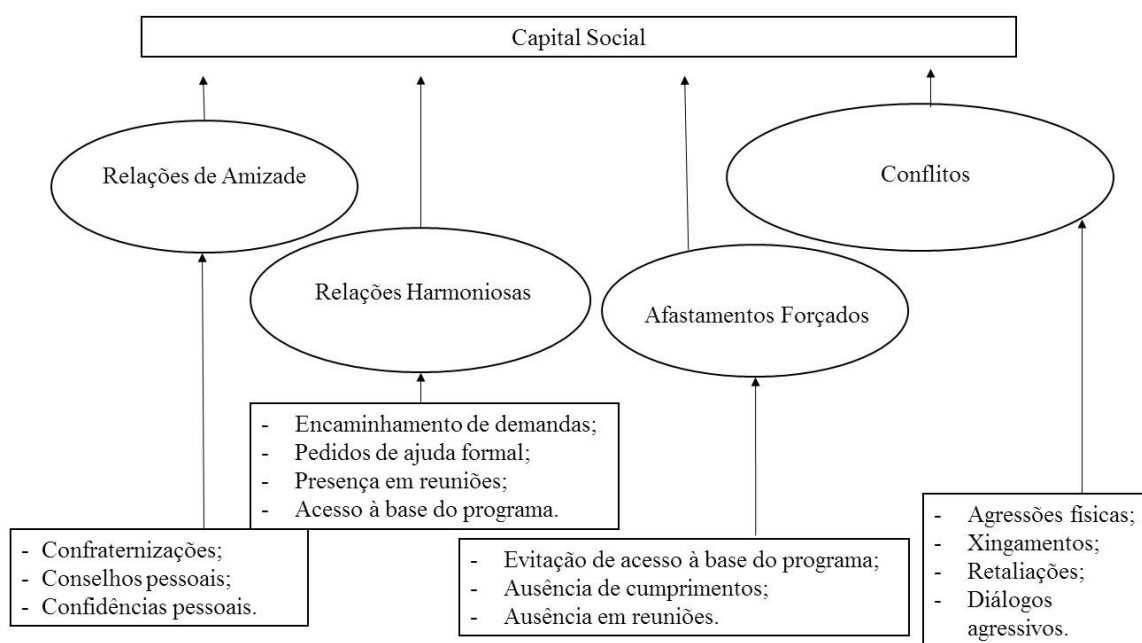 Capital Social
Relações de Amizade
Conflitos
Relações Harmoniosas
Afastamentos Forçados
- Encaminhamento de demandas;
- Pedidos de ajuda formal;
- Presença em reuniões;
- Acesso à base do programa.
- Confraternizações;
- Conselhos pessoais;
- Confidências pessoais.
- Evitação de acesso à base do programa;
- Ausência de cumprimentos;
- Ausência em reuniões.
- Agressões físicas;
- Xingamentos;
- Retaliações;
- Diálogos
agressivos.